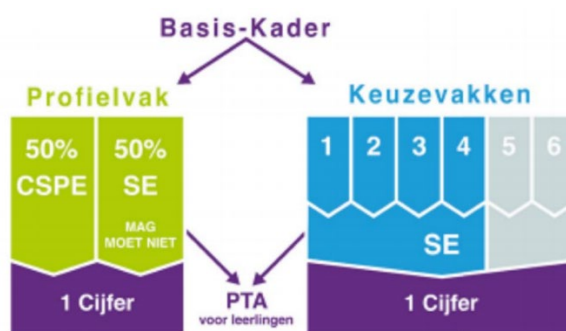 Basis-Kader
Profielvak
50%
CSPE
50%
SE
MAG
MOET NIET
1 Cijfer
PTA
voor leerlingen
Keuzevakken
1 2 3 4 5 6
SE
1 Cijfer